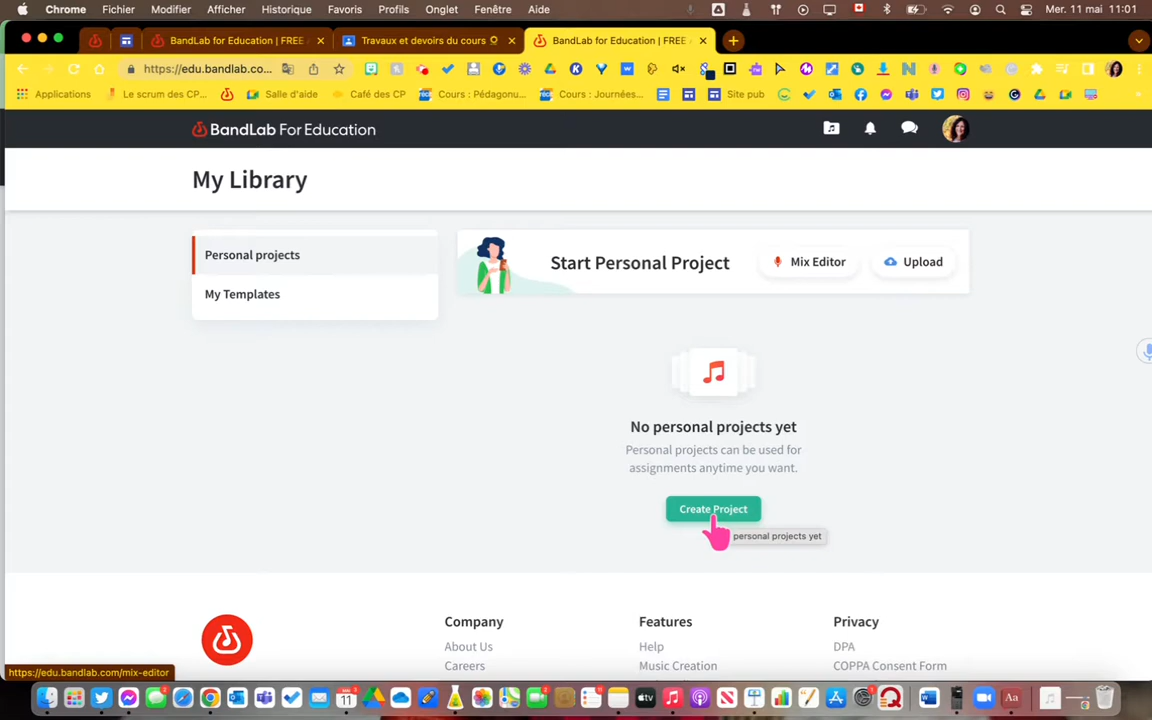 Chrome Fichier Modifier Afficher Historique Favoris Profils Onglet Fenêtre Aide Mer. 11 mai 11:01
BandLab for Education | FREE Travaux et devoirs du cours BandLab for Education | FREE
https://edu.bandlab.co...
Applications Le scrum des CP... Salle d'aide Café des CP Cours : Pédagonu... Cours : Journées... Site pub
BandLab For Education
My Library
Personal projects
My Templates
Start Personal Project Mix Editor Upload
No personal projects yet
Personal projects can be used for
assignments anytime you want.
Create Project
personal projects yet
Company Features Privacy
About Us Help DPA
Careers Music Creation COPPA Consent Form
https://edu.bandlab.com/mix-editor